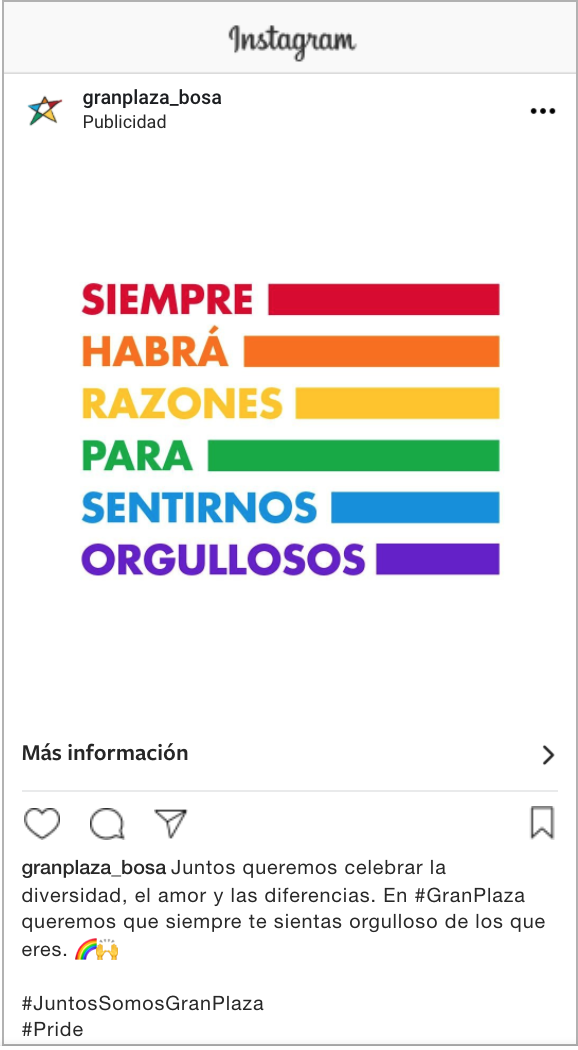 Instagram
granplaza_bosa
Publicidad
SIEMPRE
HABRÁ
RAZONES
PARA
SENTIRNOS
ORGULLOSOS
Más información
granplaza_bosa Juntos queremos celebrar la
diversidad, el amor y las diferencias. En #GranPlaza
queremos que siempre te sientas orgulloso de los que
eres. 🌈🙌
#JuntosSomosGranPlaza
#Pride